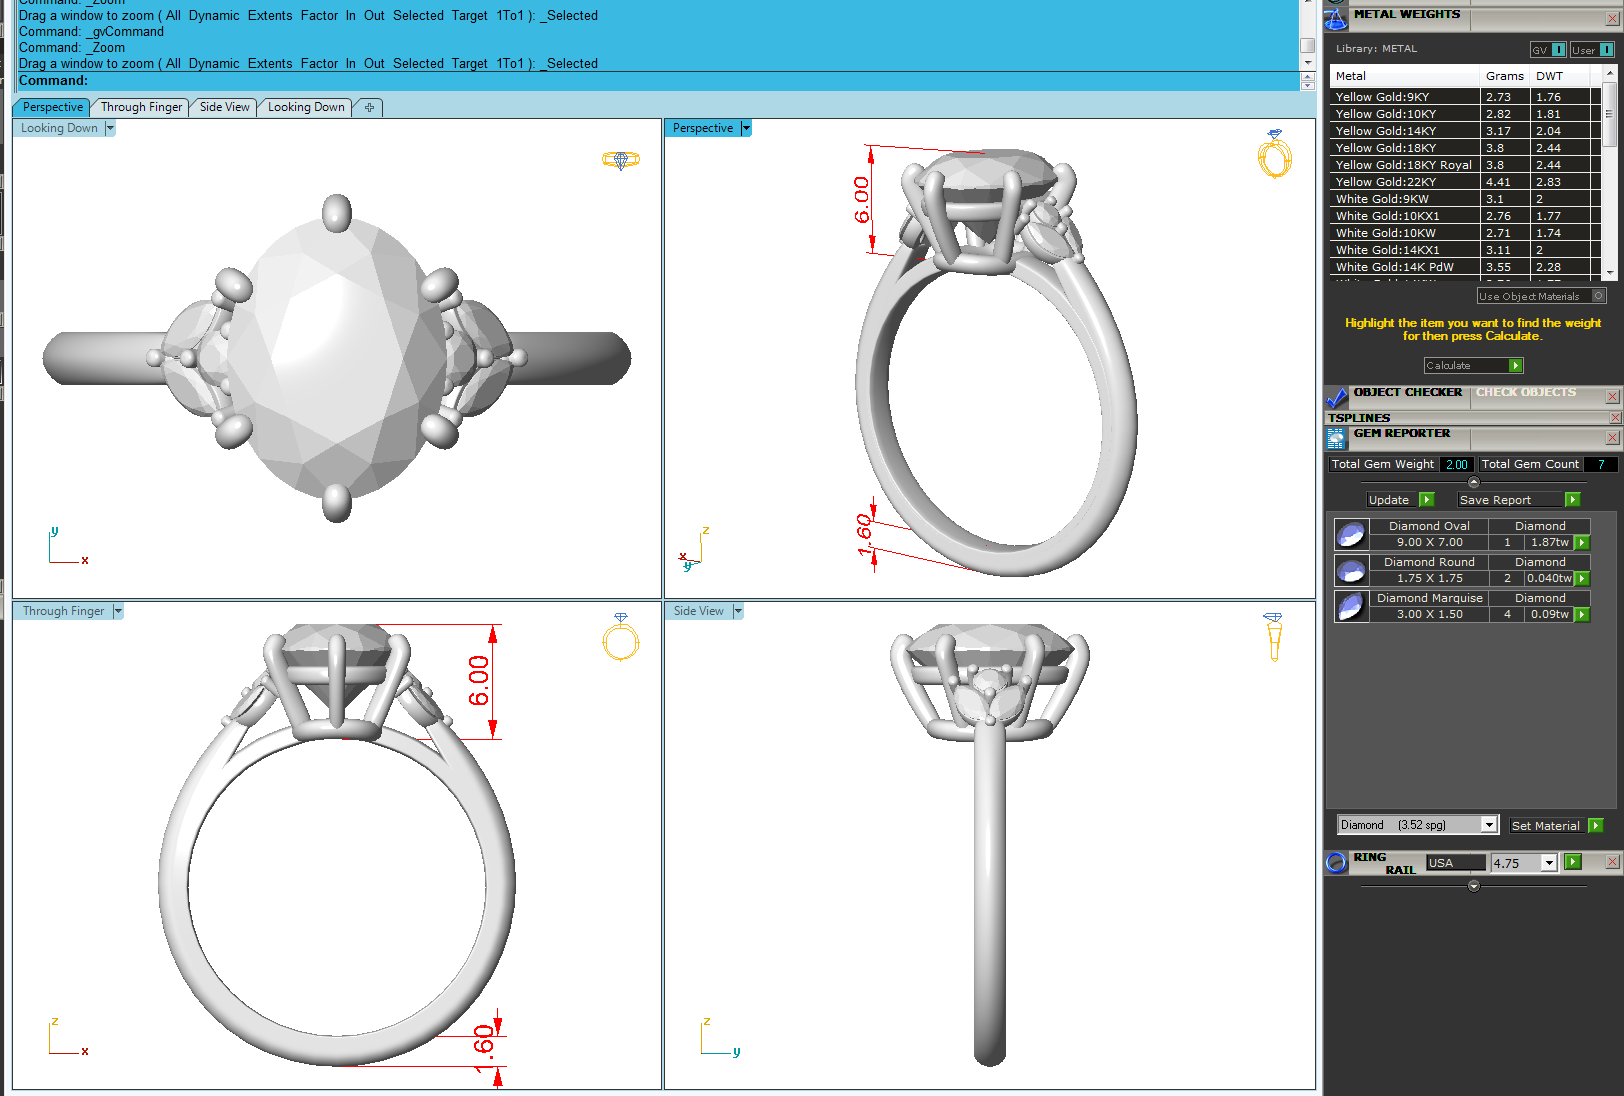 Command: _Zoom
Drag a window to zoom ( All Dynamic Extents Factor In Out Selected Target 1To1 ): _Selected
Command: _gvCommand
Command: _Zoom
Drag a window to zoom ( All Dynamic Extents Factor In Out Selected Target 1To1 ): _Selected
Command:
Perspective Through Finger Side View Looking Down
Looking Down
y
x
Perspective
6.00
1.60
z
x
y
Through Finger
6.00
1.60
z
x
Side View
z
y
METAL WEIGHTS
Library: METAL GV I User I
Metal Grams DWT
Yellow Gold:9KY 2.73 1.76
Yellow Gold:10KY 2.82 1.81
Yellow Gold:14KY 3.17 2.04
Yellow Gold:18KY 3.8 2.44
Yellow Gold:18KY Royal 3.8 2.44
Yellow Gold:22KY 4.41 2.83
White Gold:9KW 3.1 2
White Gold:10KX1 2.76 1.77
White Gold:10KW 2.71 1.74
White Gold:14KX1 3.11 2
White Gold:14K PdW 3.55 2.28
Use Object Materials
Highlight the item you want to find the weight
for then press Calculate.
Calculate
OBJECT CHECKER CHECK OBJECTS
TSPLINES
GEM REPORTER
Total Gem Weight 2.00 Total Gem Count 7
Update Save Report
Diamond Oval Diamond
9.00 X 7.00 1 1.87tw
Diamond Round Diamond
1.75 X 1.75 2 0.040tw
Diamond Marquise Diamond
3.00 X 1.50 4 0.09tw
Diamond (3.52 spg) Set Material
RING RAIL USA 4.75